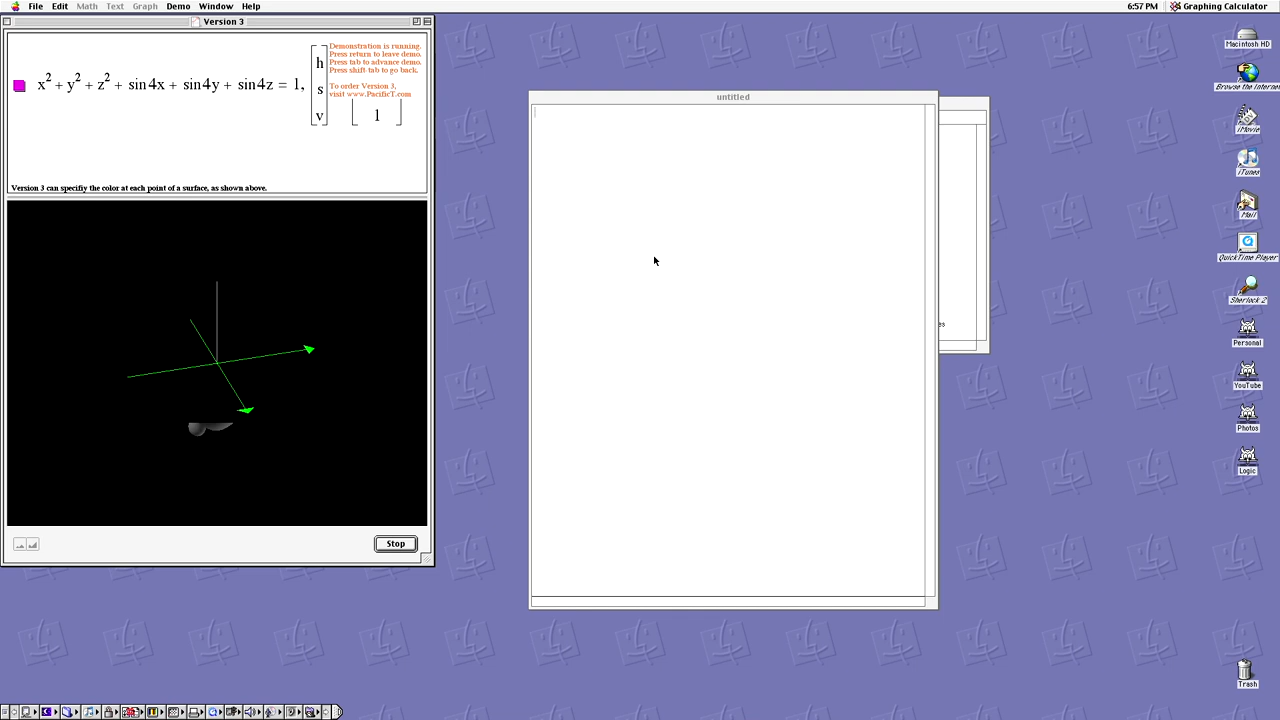 File Edit Math Text Graph Demo Window Help
6:57 PM Graphing Calculator
Version 3
x² + y² + z² + sin4x + sin4y + sin4z = 1,
h
s
v
Demonstration is running.
Press return to leave demo.
Press tab to advance demo.
Press shift-tab to go back.
To order Version 3,
visit www.PacificT.com
1
Version 3 can specifiy the color at each point of a surface, as shown above.
Stop
untitled
es
Macintosh HD
Browse the Internet
iMovie
iTunes
Mail
QuickTime Player
Sherlock 2
Personal
YouTube
Photos
Logic
Trash